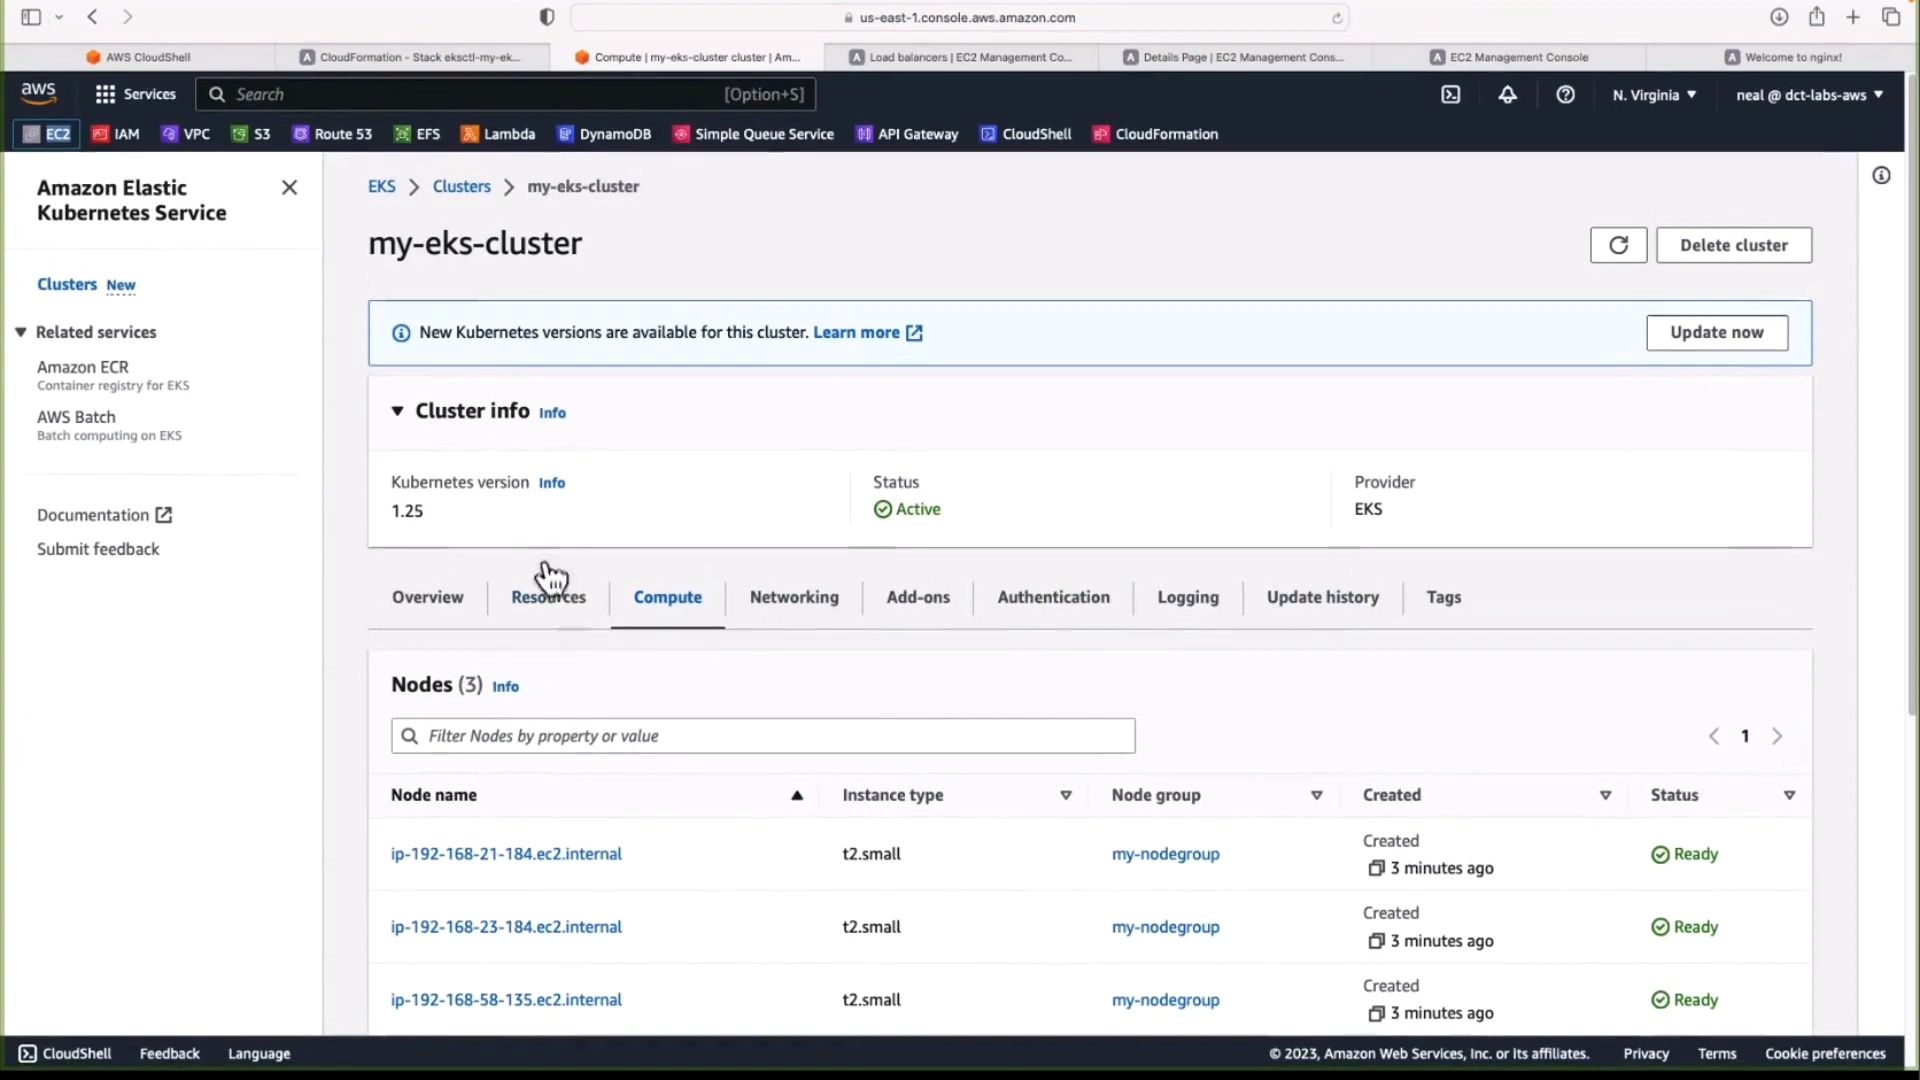 us-east-1.console.aws.amazon.com
AWS CloudShell
CloudFormation - Stack eksctl-my-ek...
Compute | my-eks-cluster cluster | Am...
Load balancers | EC2 Management Co...
Details Page | EC2 Management Cons...
EC2 Management Console
Welcome to nginx!
aws
Services
Search
[Option+S]
N. Virginia
neal @ dct-labs-aws
EC2
IAM
VPC
S3
Route 53
EFS
Lambda
DynamoDB
Simple Queue Service
API Gateway
CloudShell
CloudFormation
Amazon Elastic
Kubernetes Service
Clusters New
Related services
Amazon ECR
Container registry for EKS
AWS Batch
Batch computing on EKS
Documentation
Submit feedback
EKS > Clusters > my-eks-cluster
my-eks-cluster
Delete cluster
New Kubernetes versions are available for this cluster. Learn more
Update now
Cluster info Info
Kubernetes version Info
1.25
Status
Active
Provider
EKS
Overview
Resources
Compute
Networking
Add-ons
Authentication
Logging
Update history
Tags
Nodes (3) Info
Filter Nodes by property or value
1
Node name
Instance type
Node group
Created
Status
ip-192-168-21-184.ec2.internal
t2.small
my-nodegroup
Created
3 minutes ago
Ready
ip-192-168-23-184.ec2.internal
t2.small
my-nodegroup
Created
3 minutes ago
Ready
ip-192-168-58-135.ec2.internal
t2.small
my-nodegroup
Created
3 minutes ago
Ready
CloudShell
Feedback
Language
© 2023, Amazon Web Services, Inc. or its affiliates.
Privacy
Terms
Cookie preferences